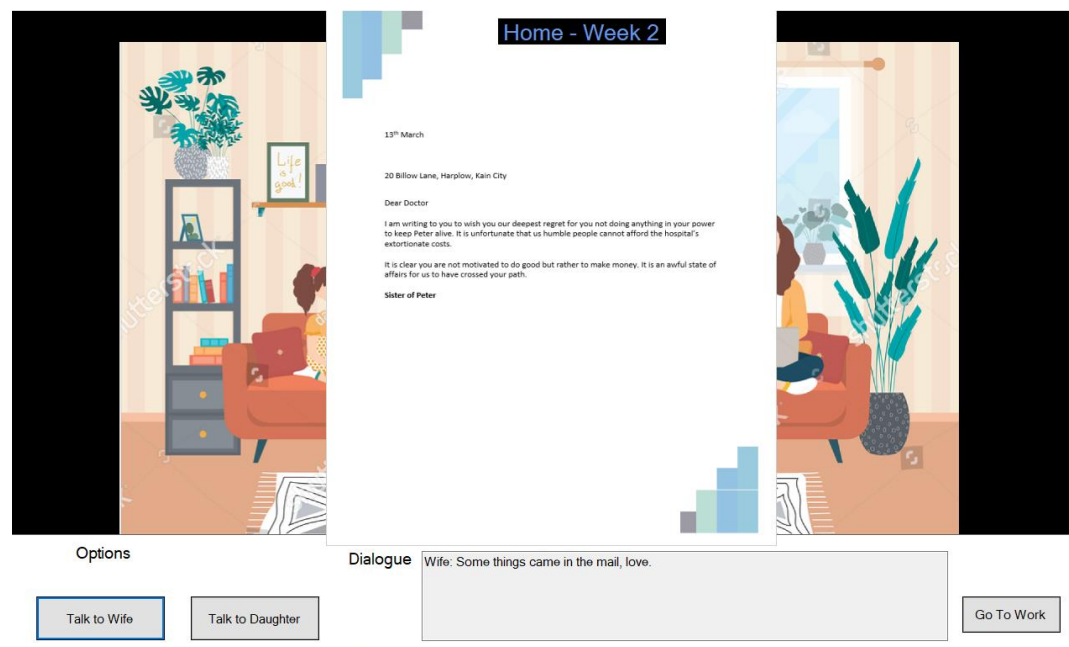 Home - Week 2
Life
is
good!
13th March
20 Billow Lane, Harplow, Kain City
Dear Doctor
I am writing to you to wish you our deepest regret for you not doing anything in your power
to keep Peter alive. It is unfortunate that us humble people cannot afford the hospital's
extortionate costs.
It is clear you are not motivated to do good but rather to make money. It is an awful state of
affairs for us to have crossed your path.
Sister of Peter
shutterstock
shutterstock
Options
Dialogue
Wife: Some things came in the mail, love.
Talk to Wife
Talk to Daughter
Go To Work